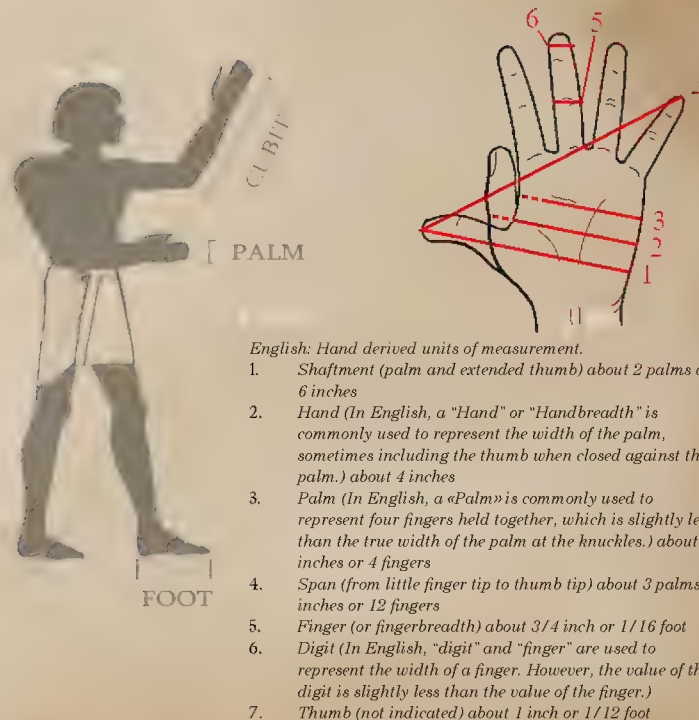 6 5
CUBIT
PALM
3
2
1
FOOT
English: Hand derived units of measurement.
1. Shaftment (palm and extended thumb) about 2 palms
6 inches
2. Hand (In English, a “Hand” or “Handbreadth” is
commonly used to represent the width of the palm,
sometimes including the thumb when closed against
palm.) about 4 inches
3. Palm (In English, a «Palm» is commonly used to
represent four fingers held together, which is slightly
than the true width of the palm at the knuckles.) about
inches or 4 fingers
4. Span (from little finger tip to thumb tip) about 3 palms
inches or 12 fingers
5. Finger (or fingerbreadth) about 3/4 inch or 1/16 foot
6. Digit (In English, “digit” and “finger” are used to
represent the width of a finger. However, the value of
digit is slightly less than the value of the finger.)
7. Thumb (not indicated) about 1 inch or 1/12 foot